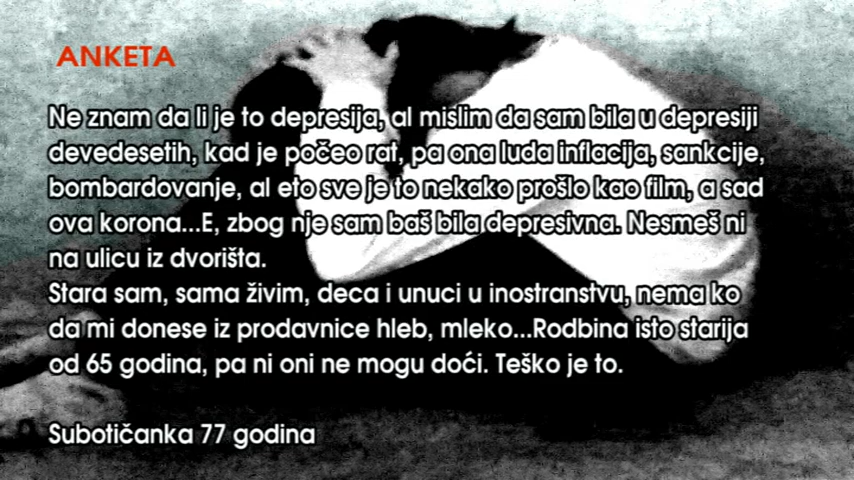 ANKETA
Ne znam da li je to depresija, al mislim da sam bila u depresiji
devedesetih, kad je počeo rat, pa ona luda inflacija, sankcije,
bombardovanje, al eto sve je to nekako prošlo kao film, a sad
ova korona...E, zbog nje sam baš bila depresivna. Nesmeš ni
na ulicu iz dvorišta.
Stara sam, sama živim, deca i unuci u inostranstvu, nema ko
da mi donese iz prodavnice hleb, mleko...Rodbina isto starija
od 65 godina, pa ni oni ne mogu doći. Teško je to.
Subotičanka 77 godina